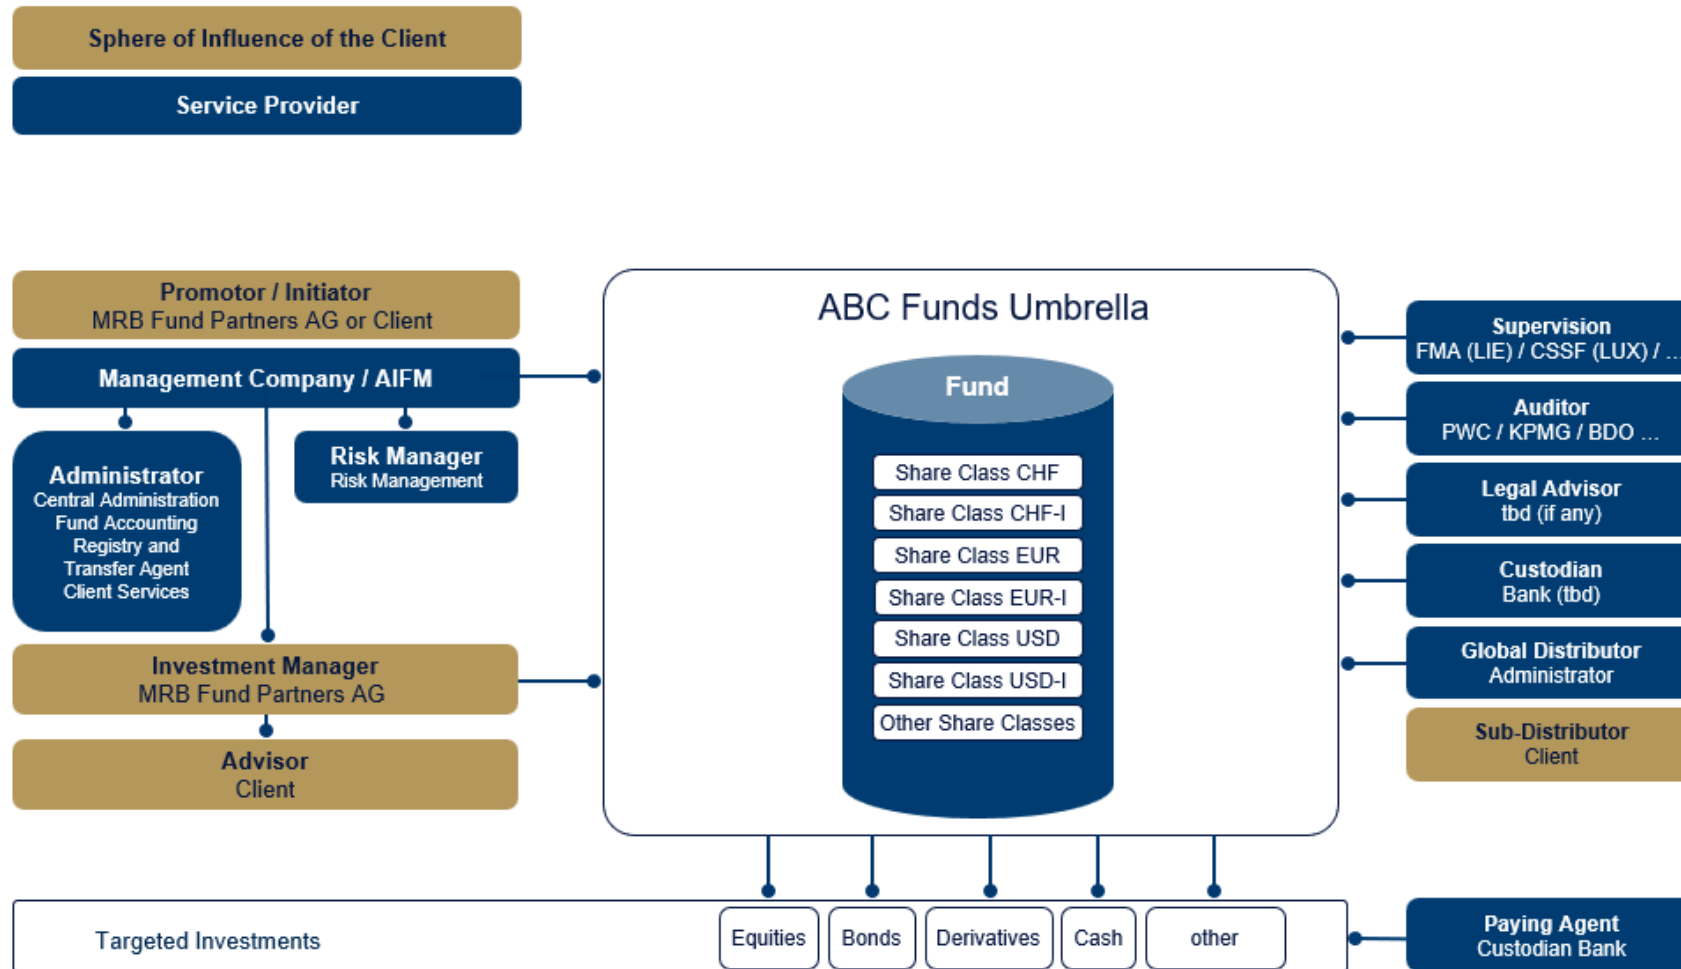 Sphere of Influence of the Client
Service Provider
Promotor / Initiator
MRB Fund Partners AG or Client
Management Company / AIFM
Administrator
Central Administration
Fund Accounting
Registry and
Transfer Agent
Client Services
Risk Manager
Risk Management
Investment Manager
MRB Fund Partners AG
Advisor
Client
ABC Funds Umbrella
Fund
Share Class CHF
Share Class CHF-I
Share Class EUR
Share Class EUR-I
Share Class USD
Share Class USD-I
Other Share Classes
Supervision
FMA (LIE) / CSSF (LUX) / ...
Auditor
PWC / KPMG / BDO ...
Legal Advisor
tbd (if any)
Custodian
Bank (tbd)
Global Distributor
Administrator
Sub-Distributor
Client
Targeted Investments
Equities
Bonds
Derivatives
Cash
other
Paying Agent
Custodian Bank